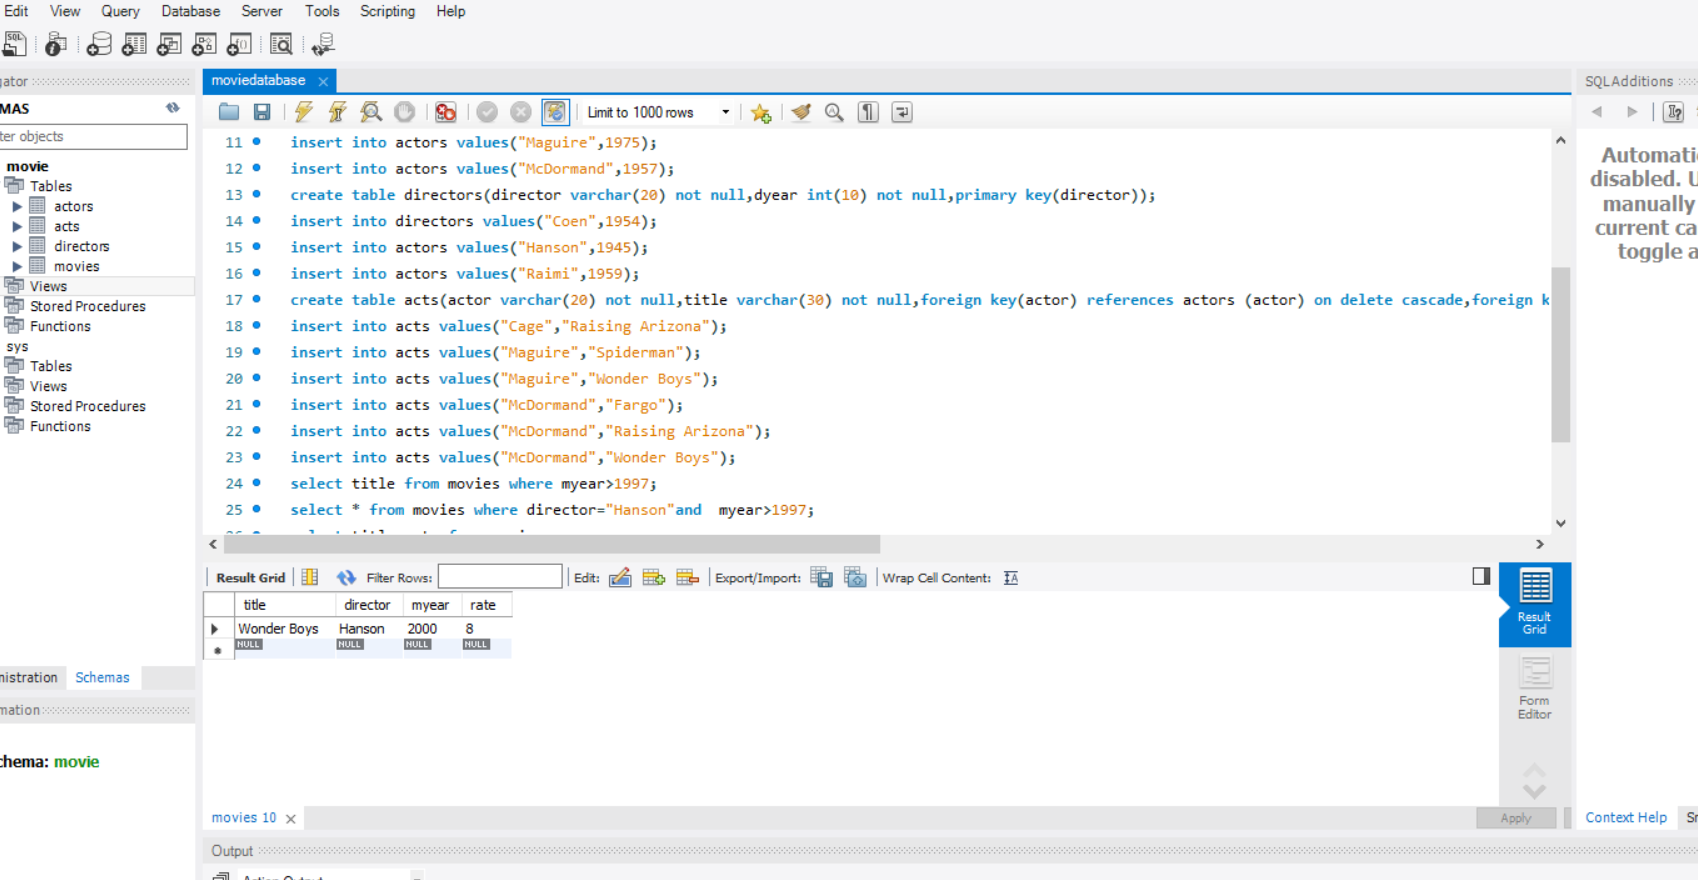 Edit View Query Database Server Tools Scripting Help
SQL
gator
moviedatabase
SQLAdditions
MAS
Limit to 1000 rows
ter objects
movie
Tables
actors
acts
directors
movies
Views
Stored Procedures
Functions
sys
Tables
Views
Stored Procedures
Functions
11 insert into actors values("Maguire",1975);
12 insert into actors values("McDormand",1957);
13 create table directors(director varchar(20) not null,dyear int(10) not null,primary key(director));
14 insert into directors values("Coen",1954);
15 insert into actors values("Hanson",1945);
16 insert into actors values("Raimi",1959);
17 create table acts(actor varchar(20) not null,title varchar(30) not null,foreign key(actor) references actors (actor) on delete cascade,foreign k
18 insert into acts values("Cage","Raising Arizona");
19 insert into acts values("Maguire","Spiderman");
20 insert into acts values("Maguire","Wonder Boys");
21 insert into acts values("McDormand","Fargo");
22 insert into acts values("McDormand","Raising Arizona");
23 insert into acts values("McDormand","Wonder Boys");
24 select title from movies where myear>1997;
25 select * from movies where director="Hanson"and myear>1997;
Automati
disabled. U
manually
current ca
toggle a
Result Grid Filter Rows: Edit: Export/Import: Wrap Cell Content: IA
title director myear rate
Wonder Boys Hanson 2000 8
NULL NULL NULL NULL
Result
Grid
Form
Editor
nistration Schemas
mation
chema: movie
movies 10
Apply
Context Help Sn
Output
Action Output